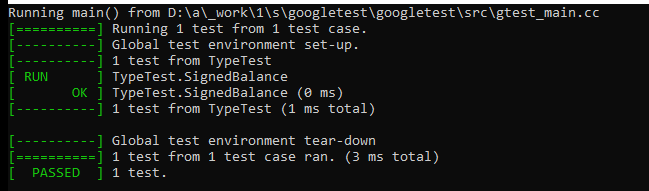 Running main() from D:\a\_work\1\s\googletest\googletest\src\gtest_main.cc
[==========] Running 1 test from 1 test case.
[----------] Global test environment set-up.
[----------] 1 test from TypeTest
[ RUN      ] TypeTest.SignedBalance
[       OK ] TypeTest.SignedBalance (0 ms)
[----------] 1 test from TypeTest (1 ms total)

[----------] Global test environment tear-down
[==========] 1 test from 1 test case ran. (3 ms total)
[  PASSED  ] 1 test.